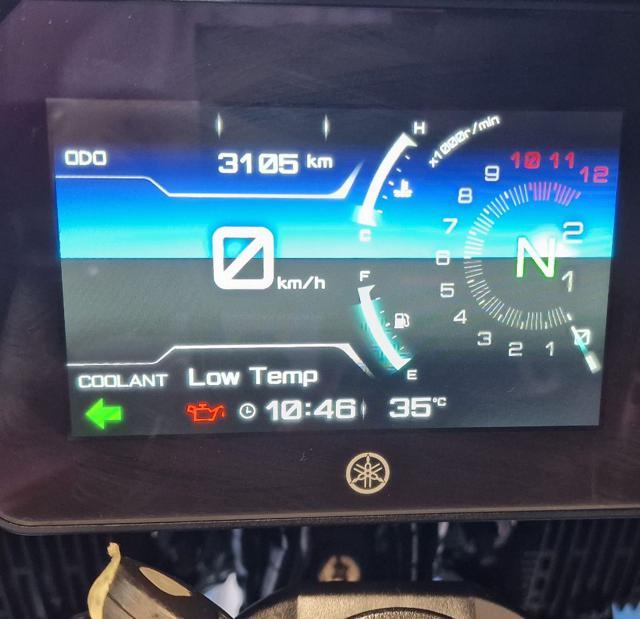 ODO 3105 km
H
x1000r/min
C
0 km/h
F
E
9 10 11 12
8
7
6
5
4
3 2 1 0
2
N
1
COOLANT Low Temp
10:46 35°C